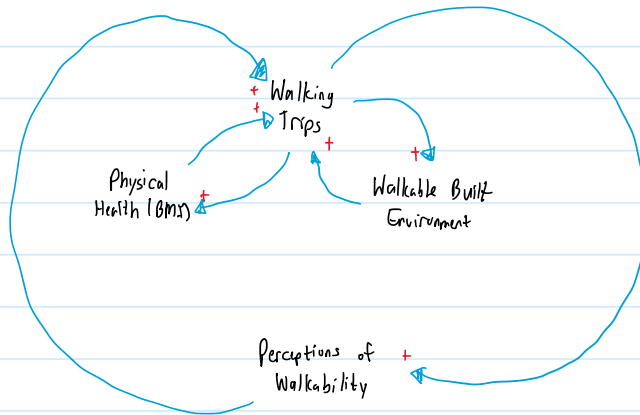 + Walking
+ Trips
+
+
+
Physical
Health (BMI)
Walkable Built
Environment
Perceptions of +
Walkability